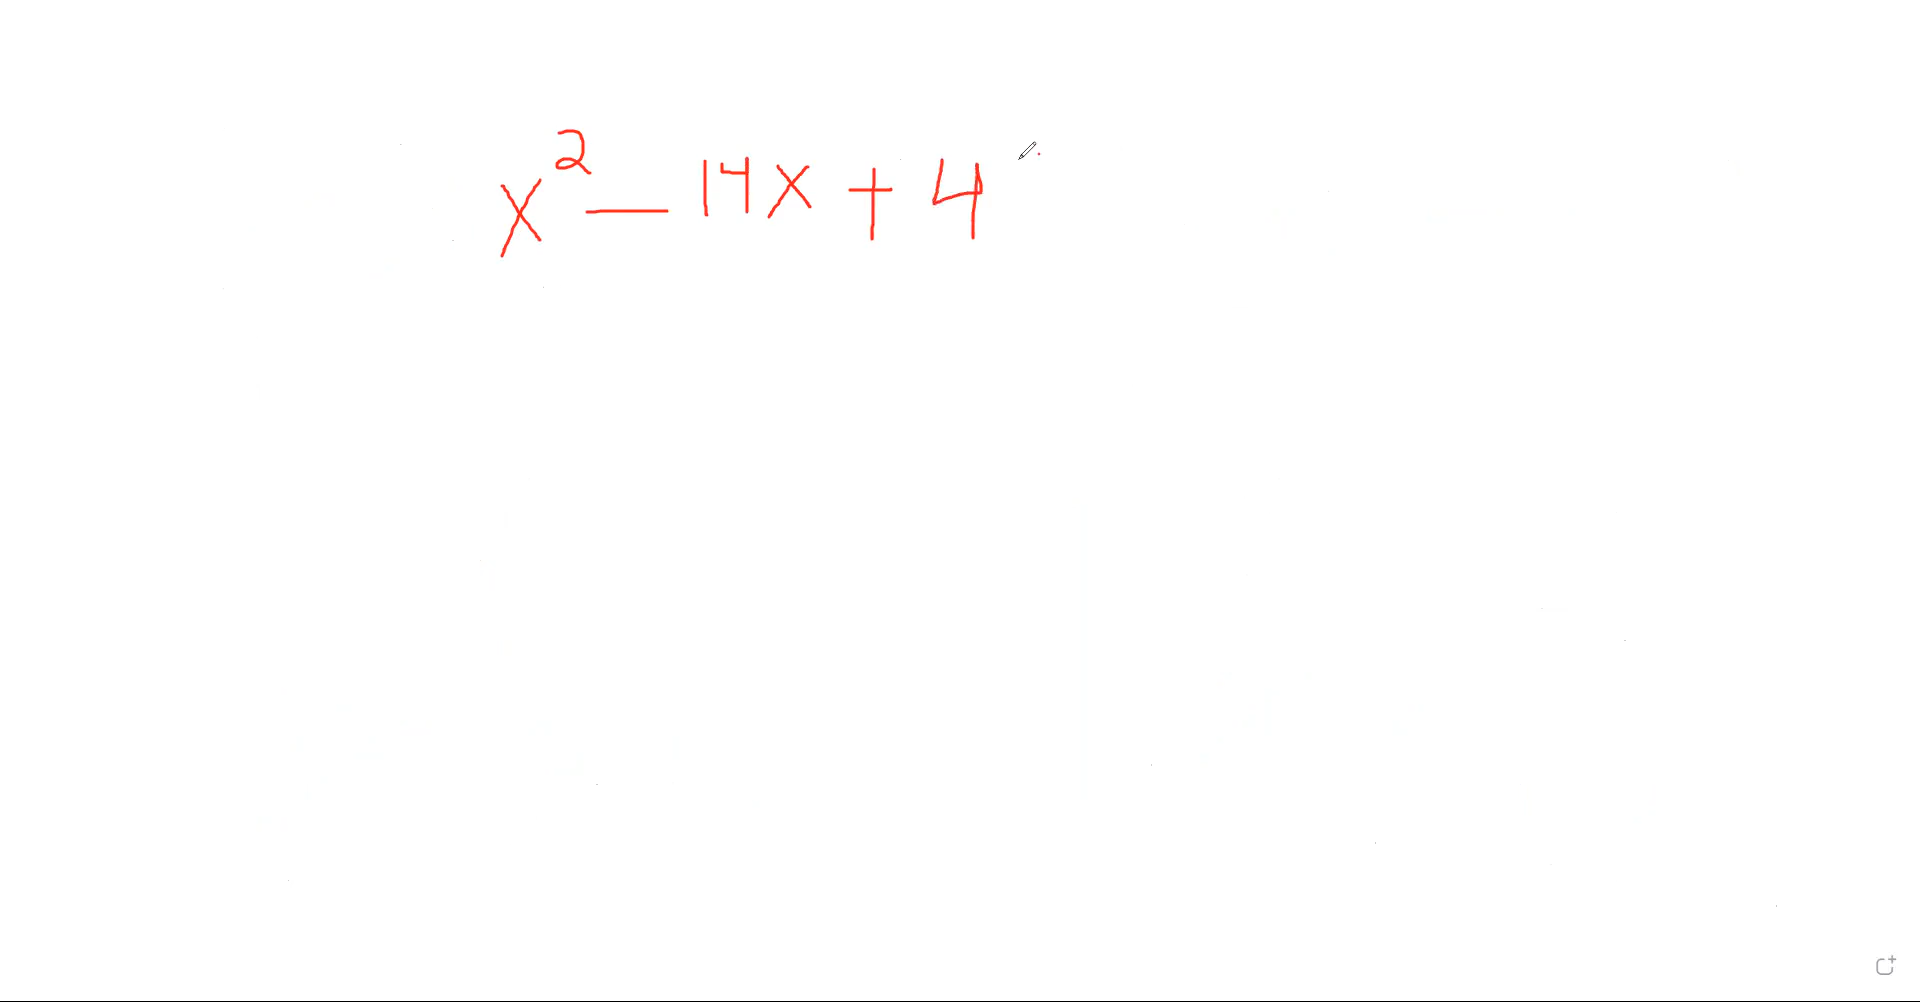 x² — 14x + 4